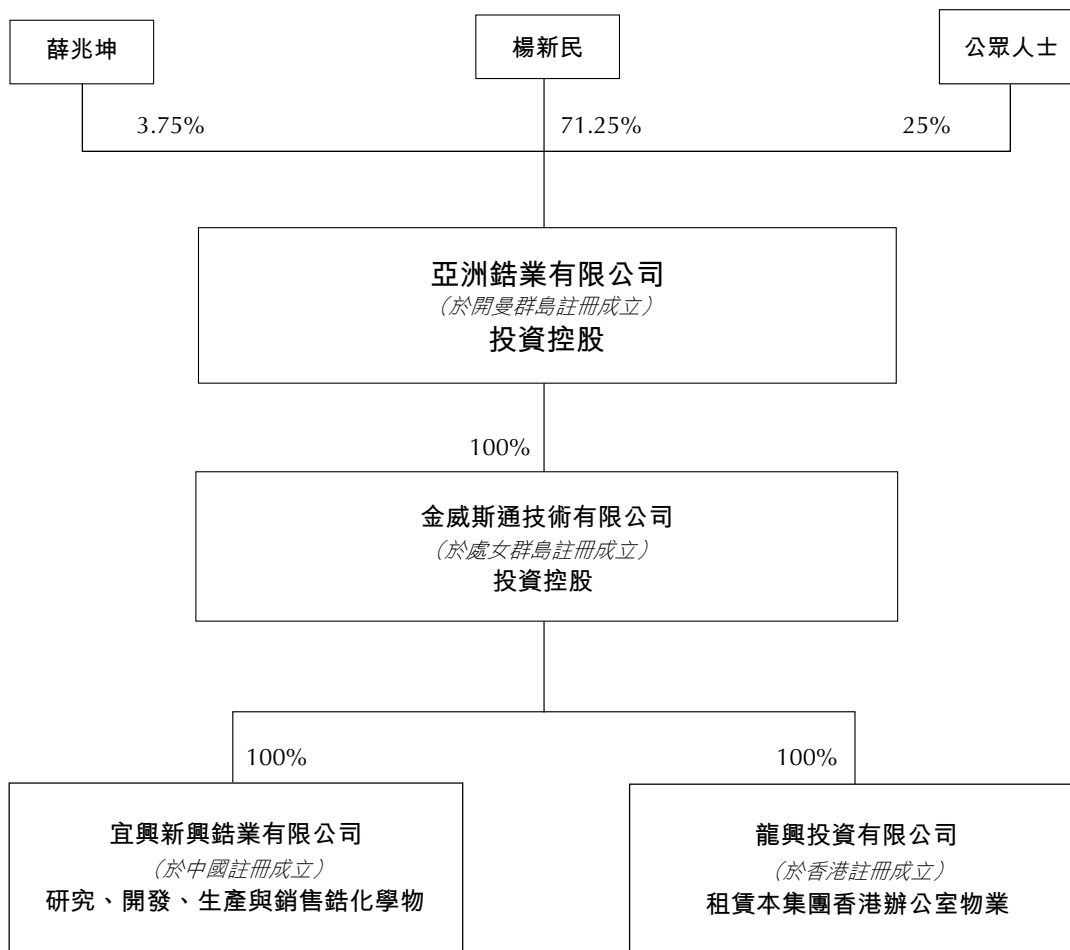 薛兆坤
楊新民
公眾人士
3.75%
71.25%
25%
亞洲鋯業有限公司
（於開曼群島註冊成立）
投資控股
100%
金威斯通技術有限公司
（於處女群島註冊成立）
投資控股
100%
100%
宜興新興鋯業有限公司
（於中國註冊成立）
研究、開發、生產與銷售鋯化學物
龍興投資有限公司
（於香港註冊成立）
租賃本集團香港辦公室物業